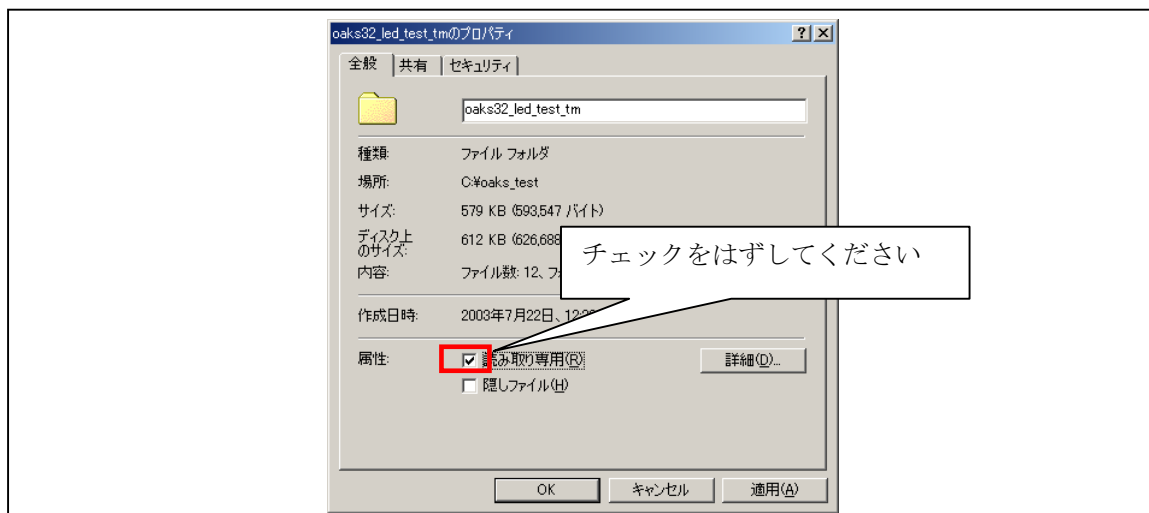 oaks32_led_test_tmのプロパティ
全般 共有 セキュリティ
oaks32_led_test_tm
種類: ファイル フォルダ
場所: C:¥oaks_test
サイズ: 579 KB (593,547 バイト)
ディスク上
のサイズ: 612 KB (626,688
チェックをはずしてください
内容: ファイル数: 12、
作成日時: 2003年7月22日、
属性: 読み取り専用(R) 詳細(D)...
隠しファイル(H)
OK キャンセル 適用(A)